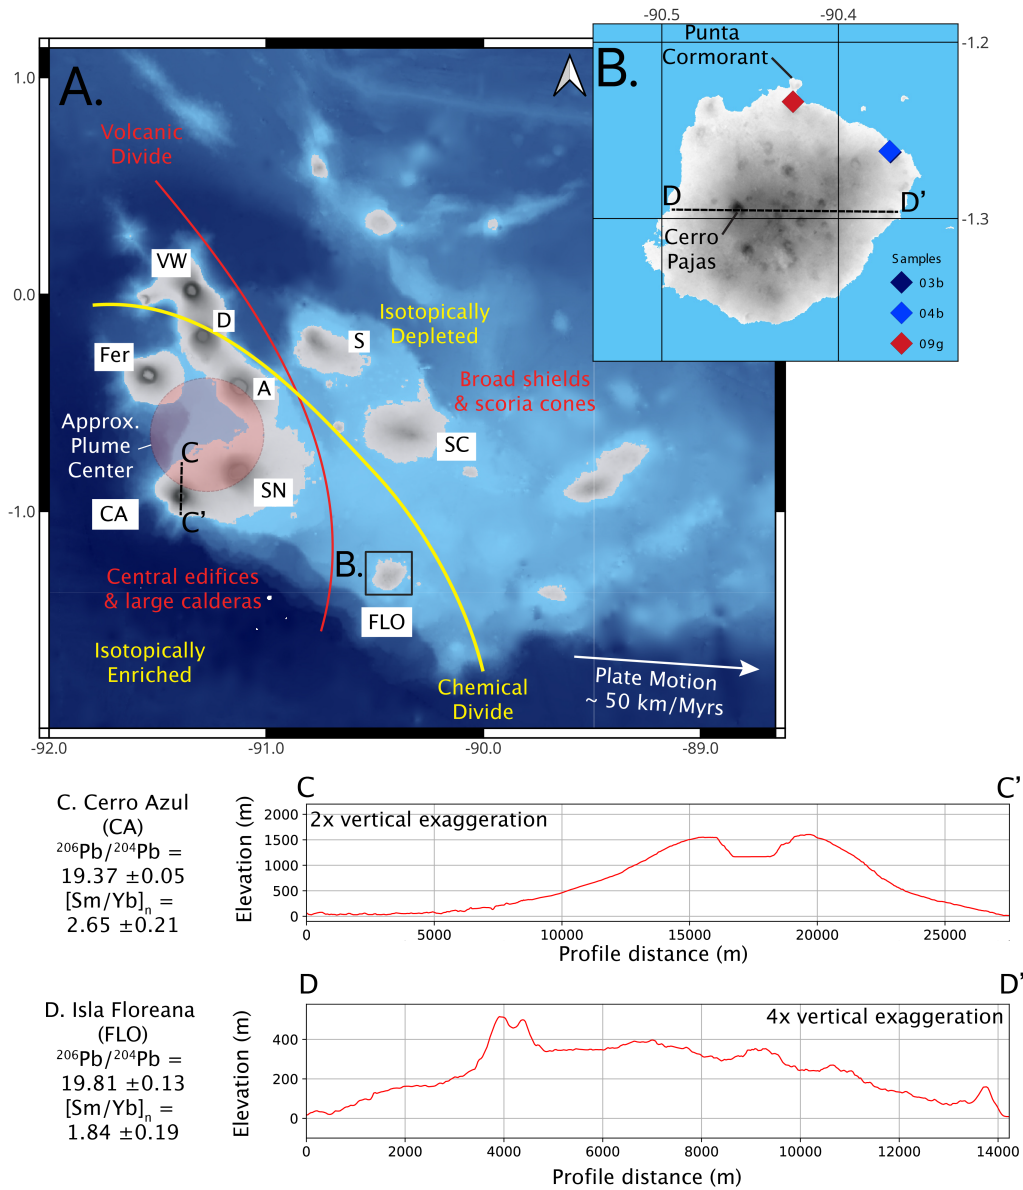 -90.5
-90.4
A.
B.
Punta
Cormorant
-1.2
1.0
Volcanic
Divide
D
D’
-1.3
Cerro
Pajas
Samples
03b
04b
09g
VW
0.0
D
Isotopically
Depleted
S
Fer
A
Broad shields
& scoria cones
Approx.
Plume
Center
C
SC
SN
CA
C’
-1.0
B.
Central edifices
& large calderas
FLO
Isotopically
Enriched
Plate Motion
~ 50 km/Myrs
Chemical
Divide
-92.0
-91.0
-90.0
-89.0
C. Cerro Azul
(CA)
²⁰⁶Pb/²⁰⁴Pb =
19.37 ±0.05
[Sm/Yb]ₙ =
2.65 ±0.21
C
C’
2x vertical exaggeration
Elevation (m)
2000
1500
1000
500
0
0
5000
10000
15000
20000
25000
Profile distance (m)
D. Isla Floreana
(FLO)
²⁰⁶Pb/²⁰⁴Pb =
19.81 ±0.13
[Sm/Yb]ₙ =
1.84 ±0.19
D
D’
4x vertical exaggeration
Elevation (m)
400
200
0
0
2000
4000
6000
8000
10000
12000
14000
Profile distance (m)